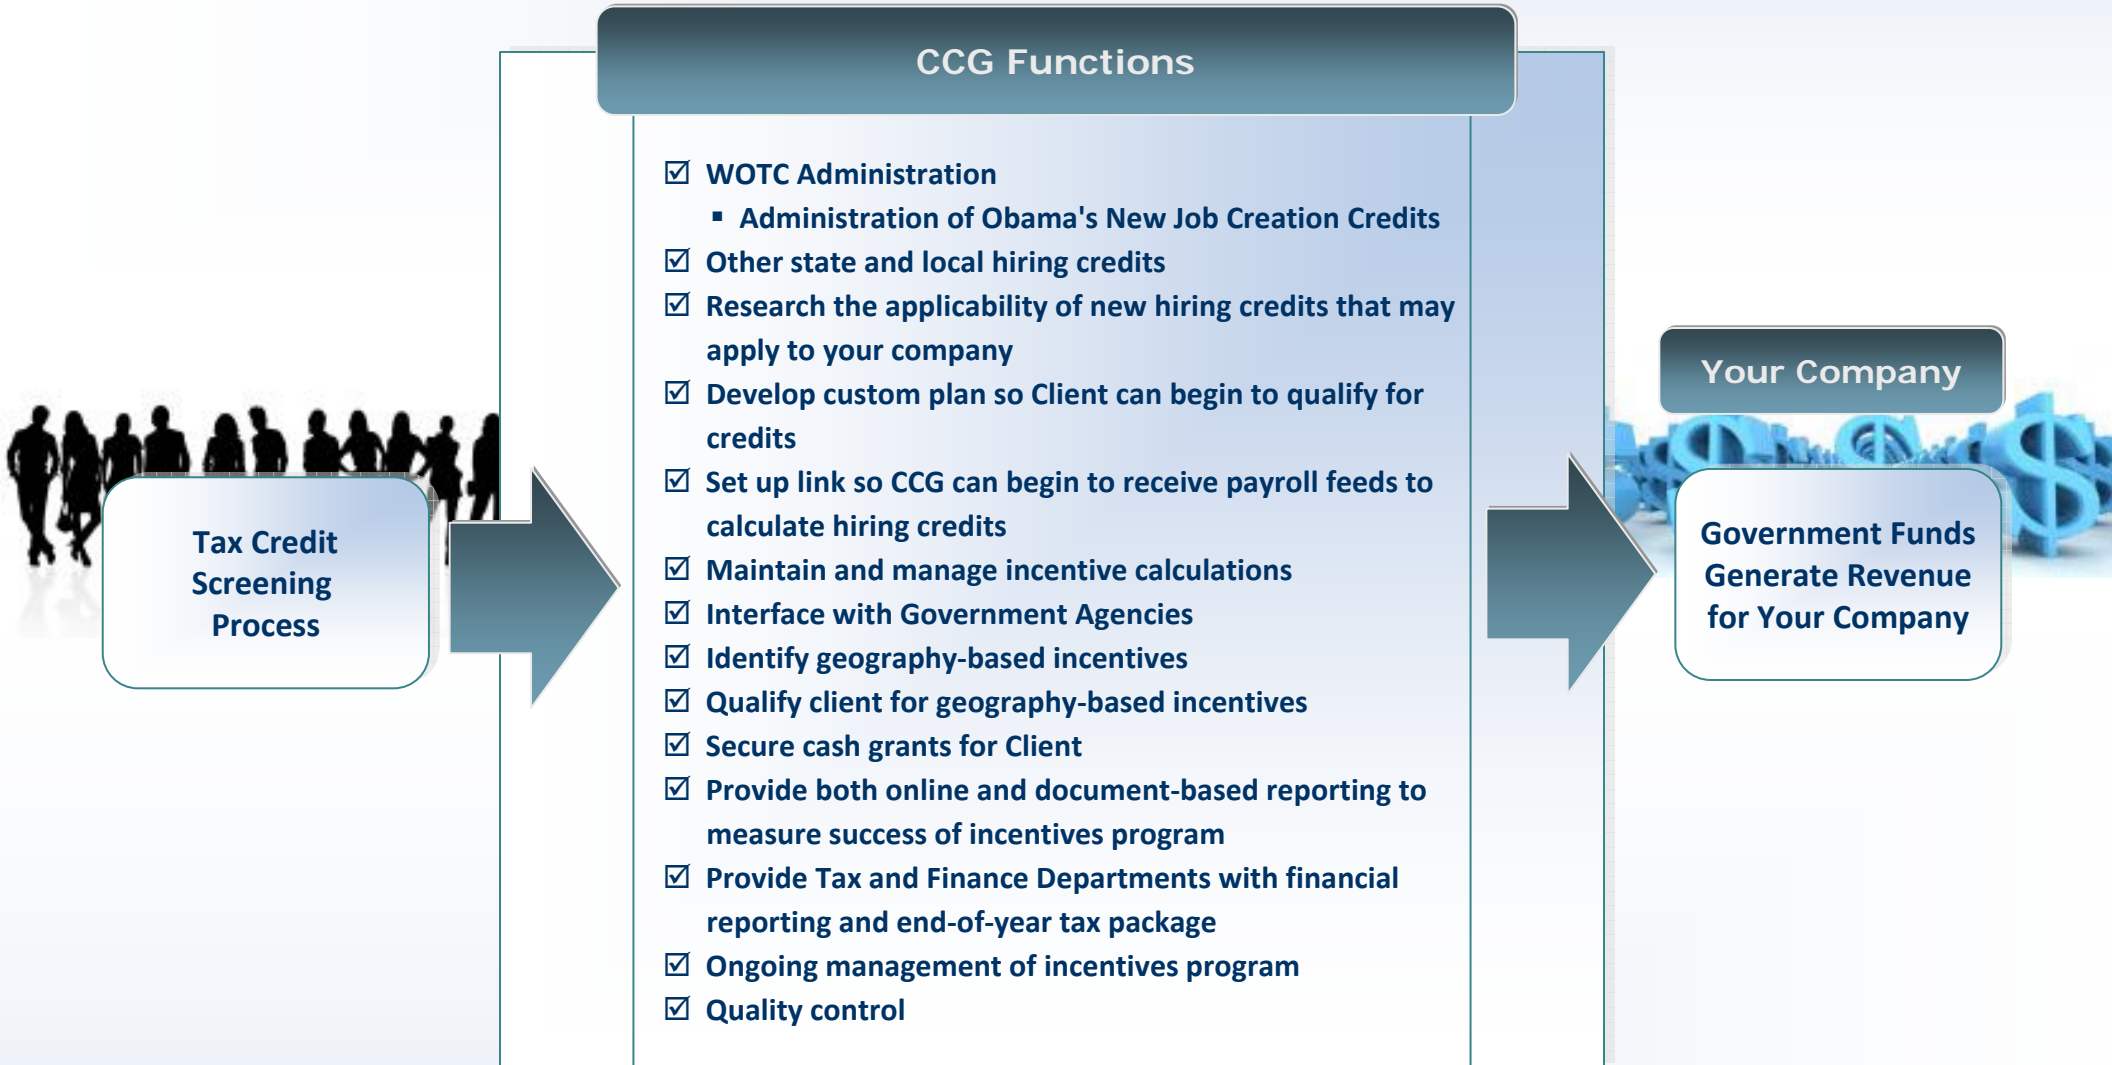 CCG Functions
☑ WOTC Administration
▪ Administration of Obama's New Job Creation Credits
☑ Other state and local hiring credits
☑ Research the applicability of new hiring credits that may
apply to your company
☑ Develop custom plan so Client can begin to qualify for
credits
☑ Set up link so CCG can begin to receive payroll feeds to
calculate hiring credits
☑ Maintain and manage incentive calculations
☑ Interface with Government Agencies
☑ Identify geography-based incentives
☑ Qualify client for geography-based incentives
☑ Secure cash grants for Client
☑ Provide both online and document-based reporting to
measure success of incentives program
☑ Provide Tax and Finance Departments with financial
reporting and end-of-year tax package
☑ Ongoing management of incentives program
☑ Quality control
Tax Credit
Screening
Process
Your Company
Government Funds
Generate Revenue
for Your Company